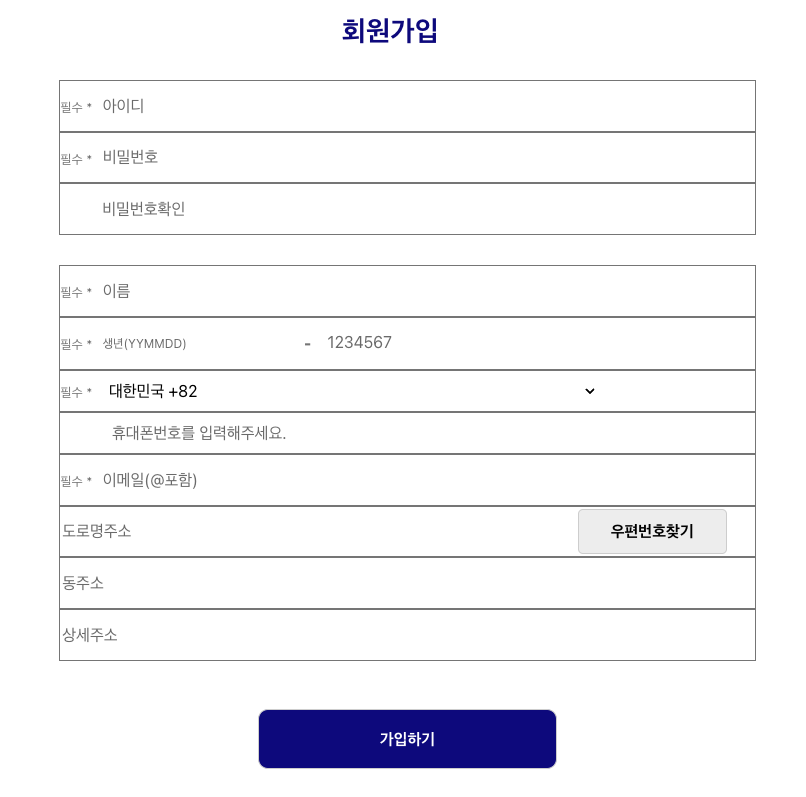 회원가입
필수 * 아이디
필수 * 비밀번호
비밀번호확인
필수 * 이름
필수 * 생년(YYMMDD) - 1234567
필수 * 대한민국 +82
휴대폰번호를 입력해주세요.
필수 * 이메일(@포함)
도로명주소 우편번호찾기
동주소
상세주소
가입하기